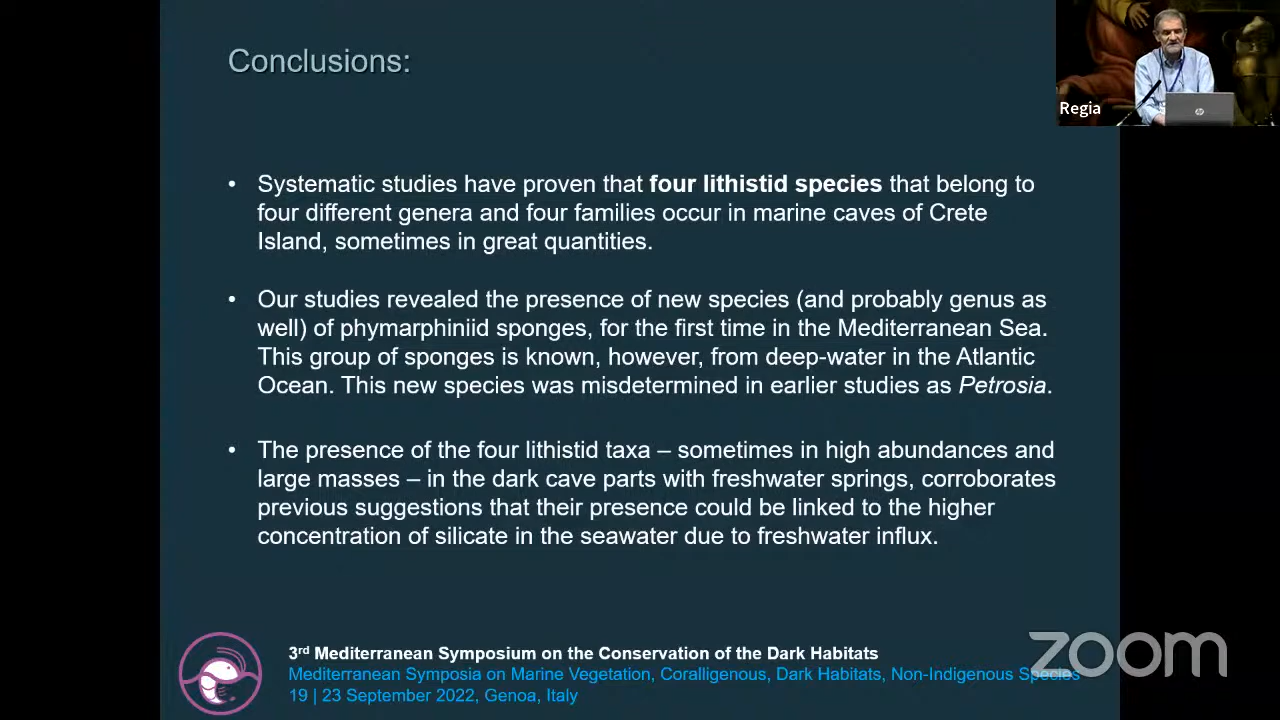 Conclusions:
Regia
• Systematic studies have proven that four lithistid species that belong to
four different genera and four families occur in marine caves of Crete
Island, sometimes in great quantities.
• Our studies revealed the presence of new species (and probably genus as
well) of phymarphiniid sponges, for the first time in the Mediterranean Sea.
This group of sponges is known, however, from deep-water in the Atlantic
Ocean. This new species was misdetermined in earlier studies as Petrosia.
• The presence of the four lithistid taxa – sometimes in high abundances and
large masses – in the dark cave parts with freshwater springs, corroborates
previous suggestions that their presence could be linked to the higher
concentration of silicate in the seawater due to freshwater influx.
3rd Mediterranean Symposium on the Conservation of the Dark Habitats
Mediterranean Symposia on Marine Vegetation, Coralligenous, Dark Habitats, Non-Indigenous Species
19 | 23 September 2022, Genoa, Italy
zoom
hp